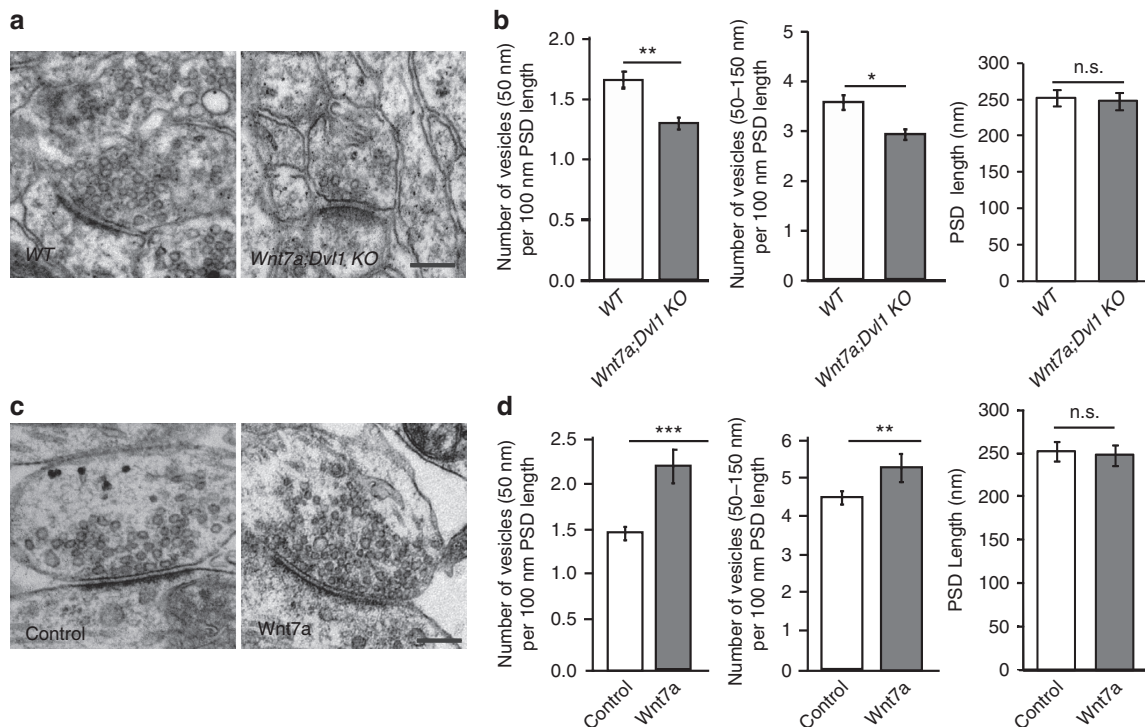 a
WT
Wnt7a;Dvl1 KO
b
Number of vesicles (50 nm)
per 100 nm PSD length
2.0
1.5
1.0
0.5
0.0
**
WT
Wnt7a;Dvl1 KO
Number of vesicles (50–150 nm)
per 100 nm PSD length
5
4
3
2
1
0
*
WT
Wnt7a;Dvl1 KO
PSD length (nm)
300
250
200
150
100
50
0
n.s.
WT
Wnt7a;Dvl1 KO
c
Control
Wnt7a
d
Number of vesicles (50 nm)
per 100 nm PSD length
2.5
2.0
1.5
1.0
0.5
0.0
***
Control
Wnt7a
Number of vesicles (50–150 nm)
per 100 nm PSD length
6
5
4
3
2
1
0
**
Control
Wnt7a
PSD Length (nm)
300
250
200
150
100
50
0
n.s.
Control
Wnt7a